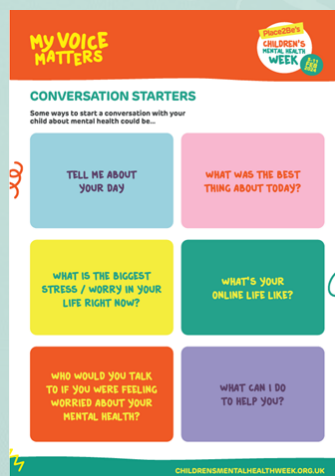 MY VOICE
MATTERS
Place2Be's
CHILDREN'S
MENTAL HEALTH
WEEK
CONVERSATION STARTERS
Some ways to start a conversation with your
child about mental health could be...
TELL ME ABOUT
YOUR DAY
WHAT WAS THE BEST
THING ABOUT TODAY?
WHAT IS THE BIGGEST
STRESS / WORRY IN YOUR
LIFE RIGHT NOW?
WHAT'S YOUR
ONLINE LIFE LIKE?
WHO WOULD YOU TALK
TO IF YOU WERE FEELING
WORRIED ABOUT YOUR
MENTAL HEALTH?
WHAT CAN I DO
TO HELP YOU?
CHILDRENSMENTALHEALTHWEEK.ORG.UK